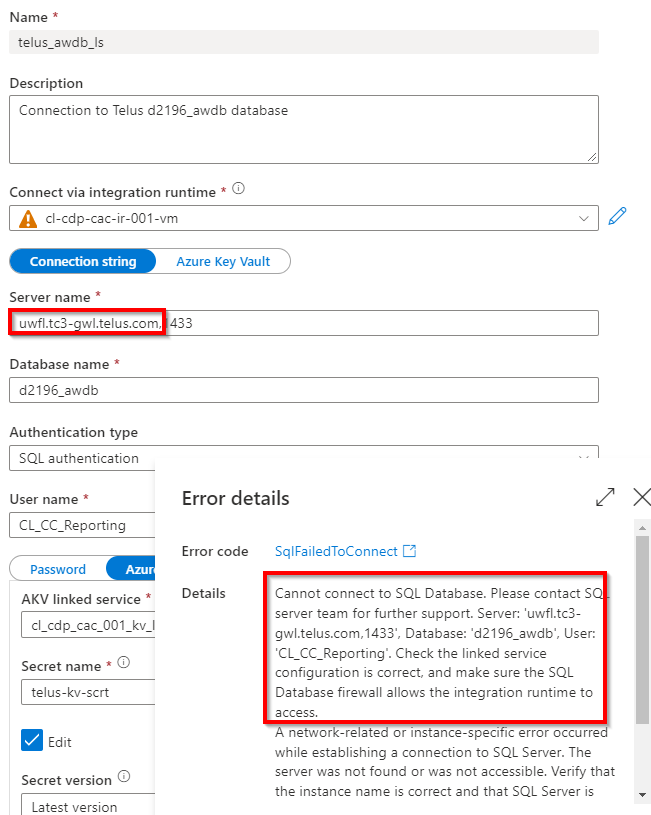 Name *
telus_awdb_ls
Description
Connection to Telus d2196_awdb database
Connect via integration runtime *
cl-cdp-cac-ir-001-vm
Connection string
Azure Key Vault
Server name *
uwfl.tc3-gwl.telus.com,1433
Database name *
d2196_awdb
Authentication type
SQL authentication
User name *
CL_CC_Reporting
Password
Azur
AKV linked service *
cl_cdp_cac_001_kv_l
Secret name *
telus-kv-scrt
Edit
Secret version
Latest version
Error details
Error code
SqlFailedToConnect
Details
Cannot connect to SQL Database. Please contact SQL
server team for further support. Server: 'uwfl.tc3-
gwl.telus.com,1433', Database: 'd2196_awdb', User:
'CL_CC_Reporting'. Check the linked service
configuration is correct, and make sure the SQL
Database firewall allows the integration runtime to
access.
A network-related or instance-specific error occurred
while establishing a connection to SQL Server. The
server was not found or was not accessible. Verify that
the instance name is correct and that SQL Server is